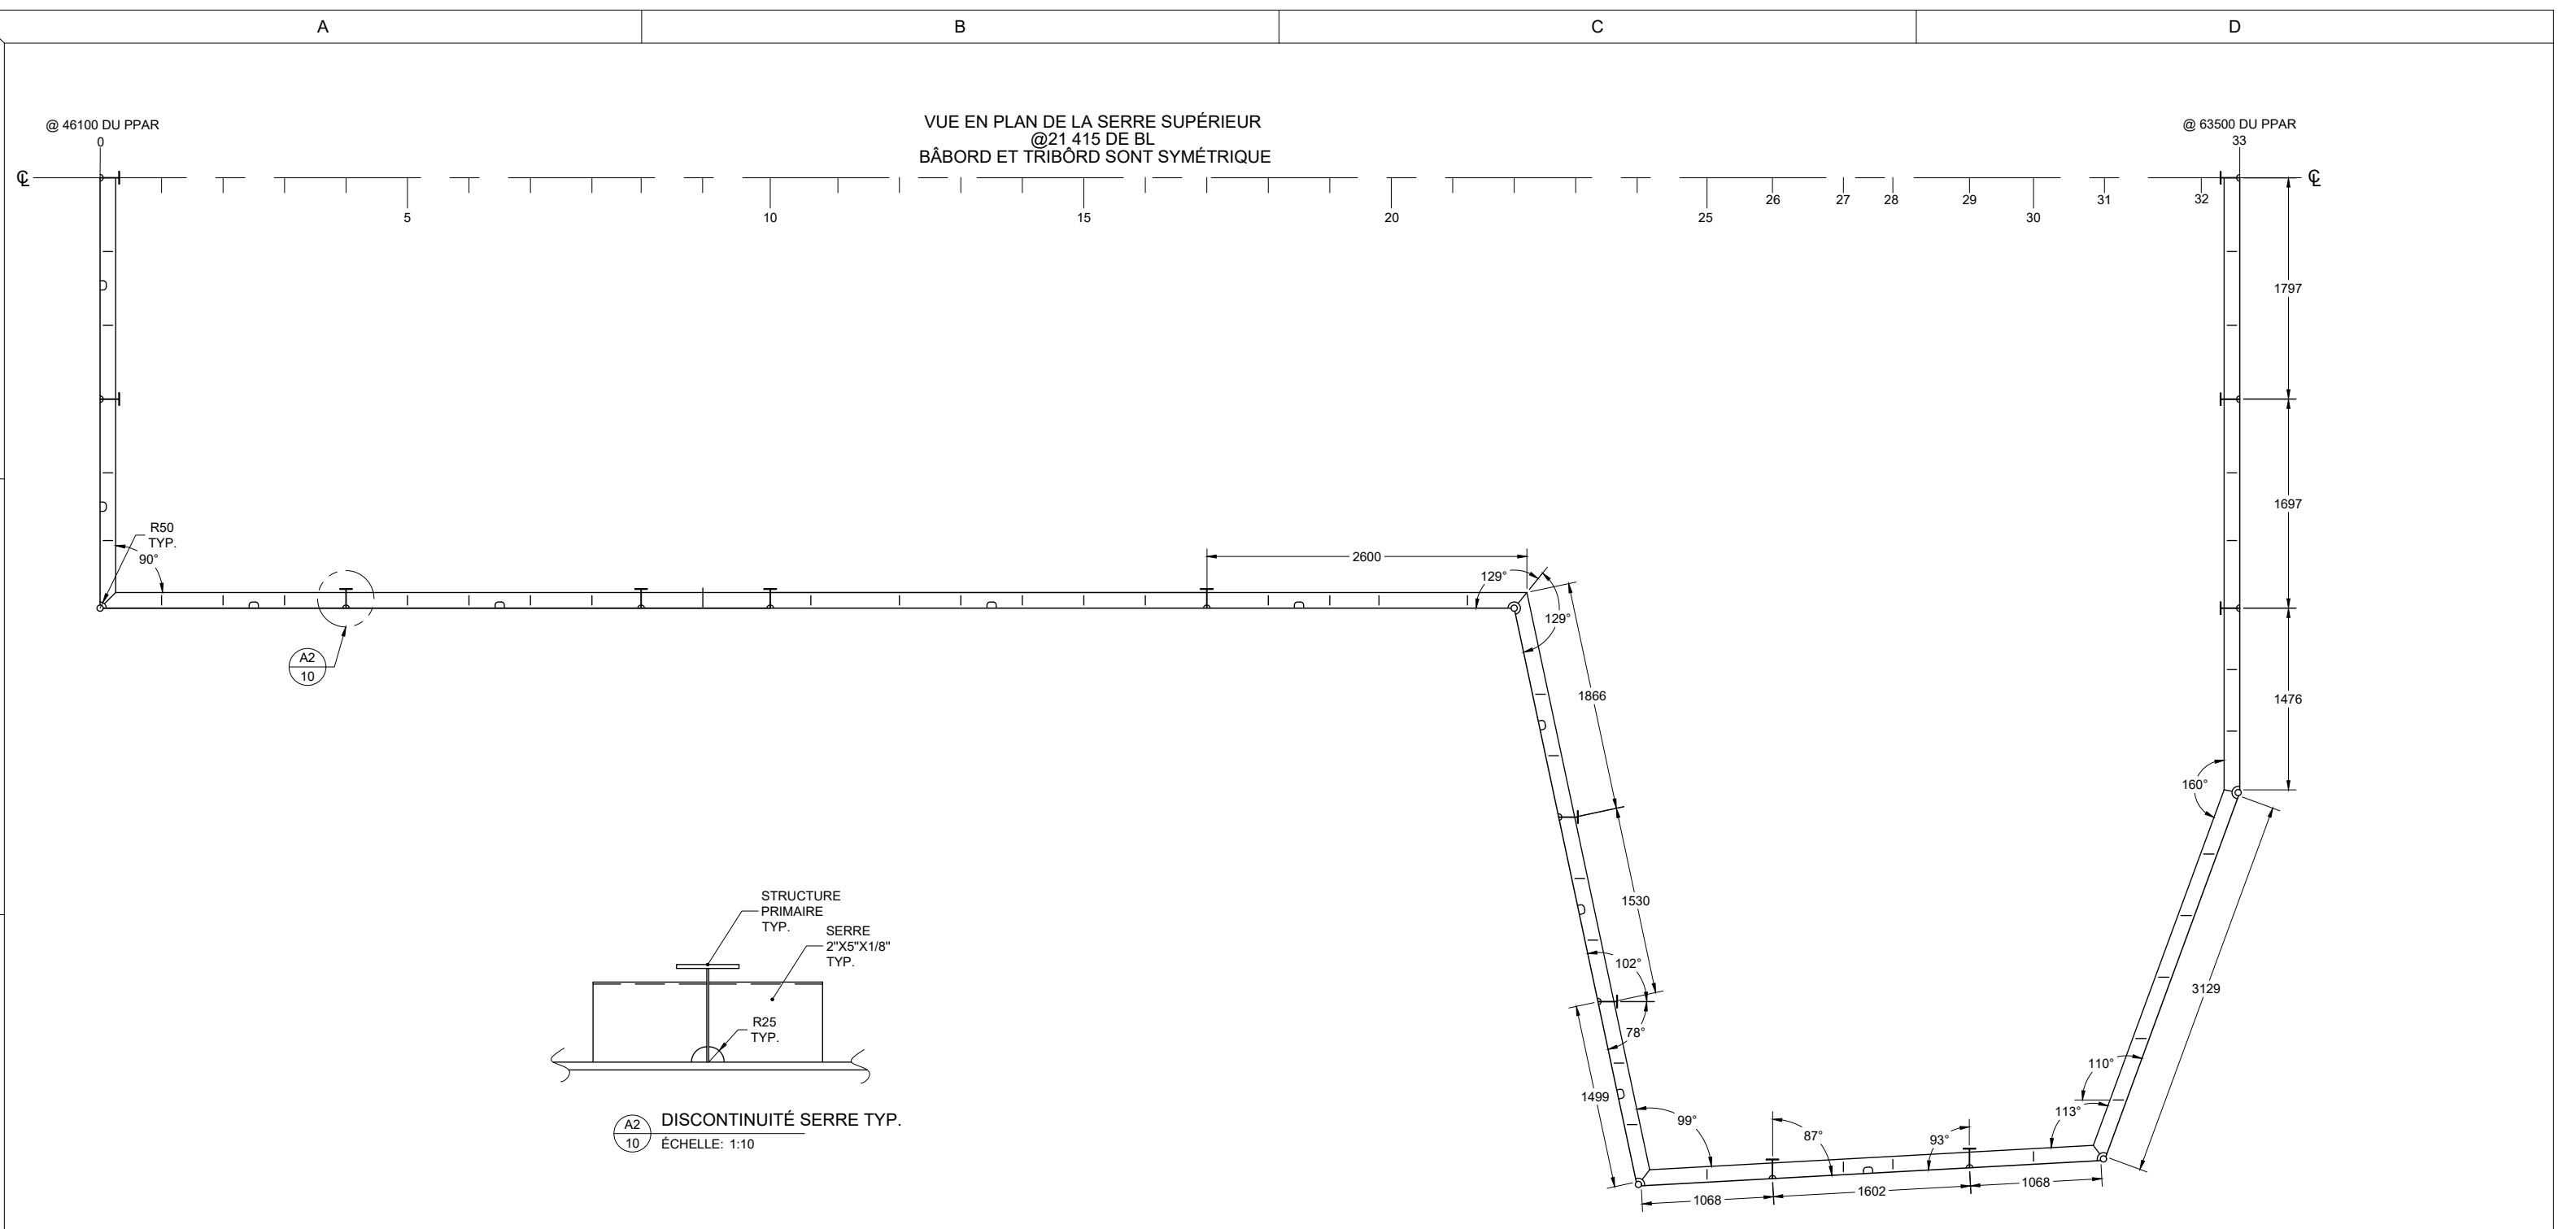 A
B
C
D
@ 46100 DU PPAR
0
VUE EN PLAN DE LA SERRE SUPÉRIEUR
@21 415 DE BL
BÂBORD ET TRIBÔRD SONT SYMÉTRIQUE
@ 63500 DU PPAR
33
℄
℄
5
10
15
20
25
26
27
28
29
30
31
32
1797
1697
1476
R50
TYP.
90°
2600
129°
129°
A2
10
1866
160°
1530
102°
3129
78°
1499
110°
113°
99°
87°
93°
1068
1602
1068
STRUCTURE
PRIMAIRE
TYP.
SERRE
2"X5"X1/8"
TYP.
R25
TYP.
A2
10
DISCONTINUITÉ SERRE TYP.
ÉCHELLE: 1:10